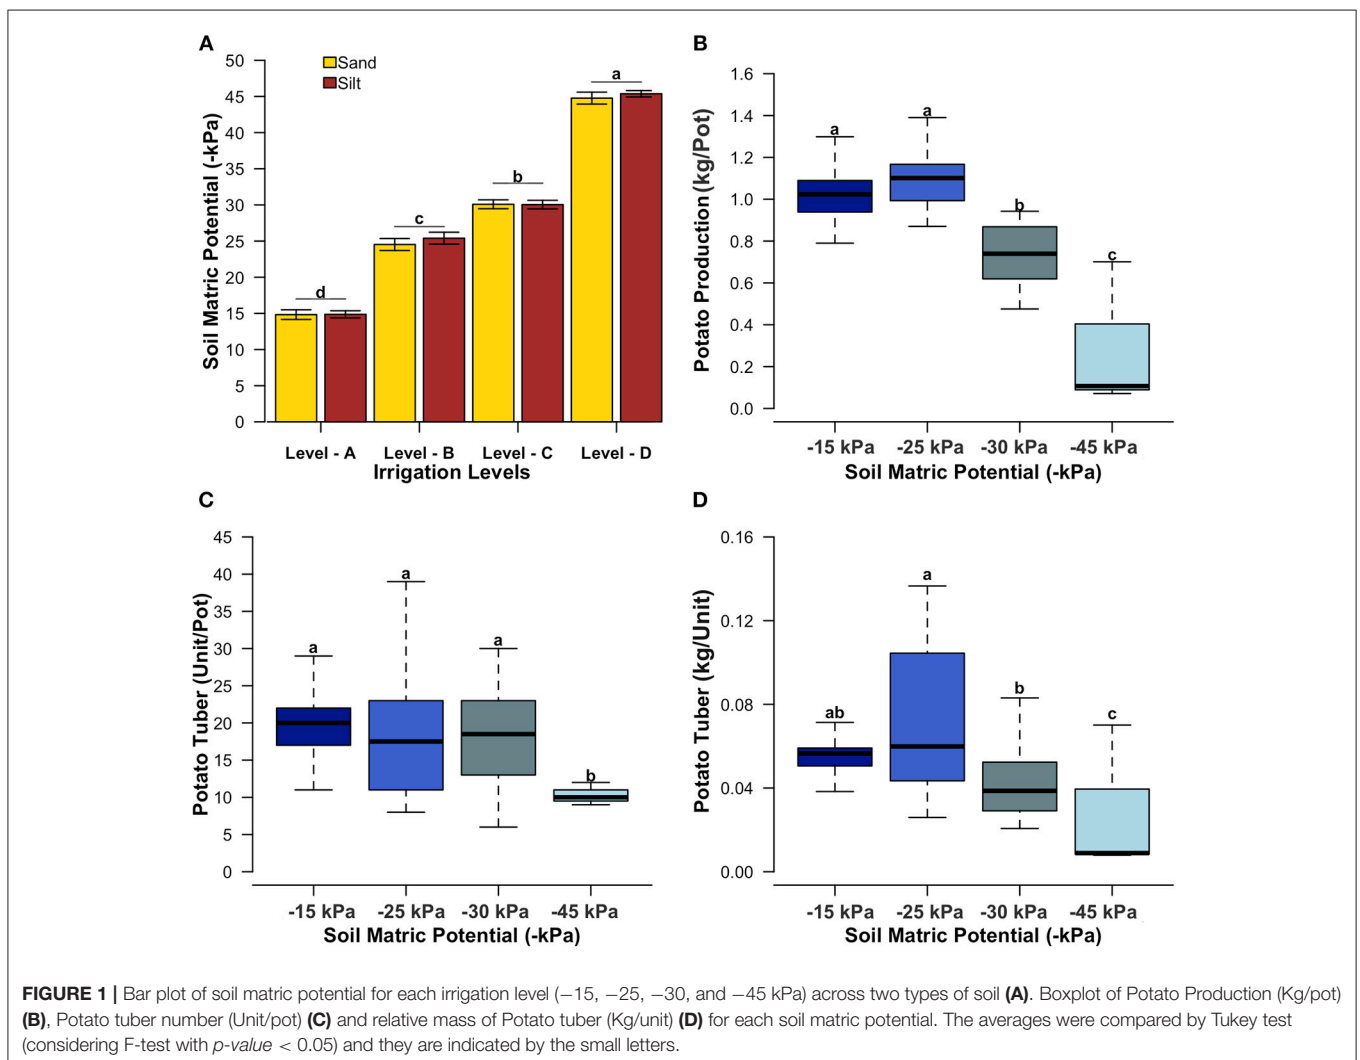 A
Sand
Silt
50
45
40
35
30
25
20
15
10
5
0
Soil Matric Potential (-kPa)
d
c
b
a
Level - A Level - B Level - C Level - D
Irrigation Levels
B
1.6
1.4
1.2
1.0
0.8
0.6
0.4
0.2
0.0
Potato Production (kg/Pot)
a
a
b
c
-15 kPa -25 kPa -30 kPa -45 kPa
Soil Matric Potential (-kPa)
C
45
40
35
30
25
20
15
10
5
0
Potato Tuber (Unit/Pot)
a
a
a
b
-15 kPa -25 kPa -30 kPa -45 kPa
Soil Matric Potential (-kPa)
D
0.16
0.12
0.08
0.04
0.00
Potato Tuber (kg/Unit)
ab
a
b
c
-15 kPa -25 kPa -30 kPa -45 kPa
Soil Matric Potential (-kPa)
FIGURE 1 | Bar plot of soil matric potential for each irrigation level (−15, −25, −30, and −45 kPa) across two types of soil (A). Boxplot of Potato Production (Kg/pot)
(B), Potato tuber number (Unit/pot) (C) and relative mass of Potato tuber (Kg/unit) (D) for each soil matric potential. The averages were compared by Tukey test
(considering F-test with p-value < 0.05) and they are indicated by the small letters.